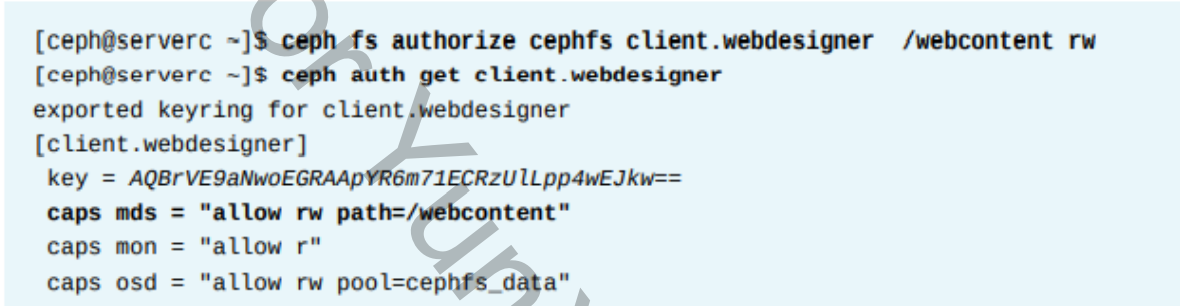 [ceph@serverc ~]$ ceph fs authorize cephfs client.webdesigner  /webcontent rw
[ceph@serverc ~]$ ceph auth get client.webdesigner
exported keyring for client.webdesigner
[client.webdesigner]
key = AQBrVE9aNwoEGRAApYR6m71ECRzUlLpp4wEJkw==
caps mds = "allow rw path=/webcontent"
caps mon = "allow r"
caps osd = "allow rw pool=cephfs_data"
or Yun